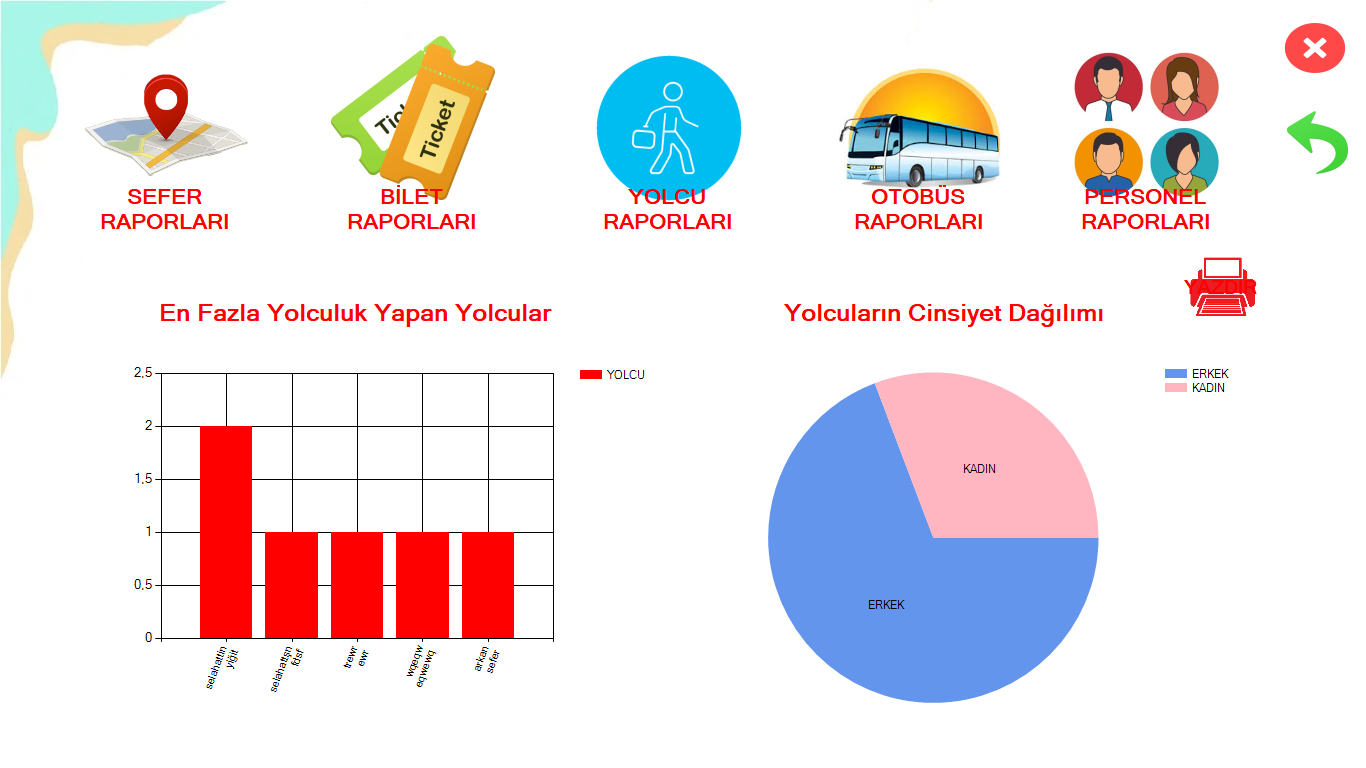 Tic
Ticket
SEFER
RAPORLARI
BİLET
RAPORLARI
YOLCU
RAPORLARI
OTOBÜS
RAPORLARI
PERSONEL
RAPORLARI
YAZDIR
En Fazla Yolculuk Yapan Yolcular
2,5
2
1,5
1
0,5
0
selahattin
yiğit
selahattşn
fdsf
trewr
ewr
wqeqw
eqwewq
arkan
sefer
YOLCU
Yolcuların Cinsiyet Dağılımı
KADIN
ERKEK
ERKEK
KADIN